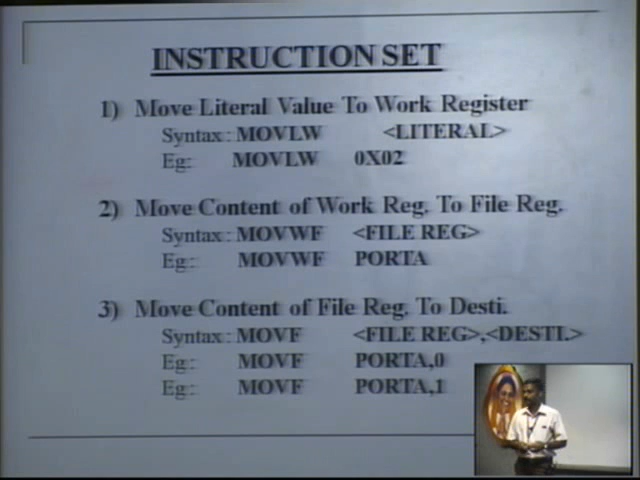 INSTRUCTION SET
1) Move Literal Value To Work Register
Syntax : MOVLW <LITERAL>
Eg: MOVLW 0X02
2) Move Content of Work Reg. To File Reg.
Syntax : MOVWF <FILE REG>
Eg: MOVWF PORTA
3) Move Content of File Reg. To Desti.
Syntax : MOVF <FILE REG>,<DESTI.>
Eg: MOVF PORTA,0
Eg: MOVF PORTA,1